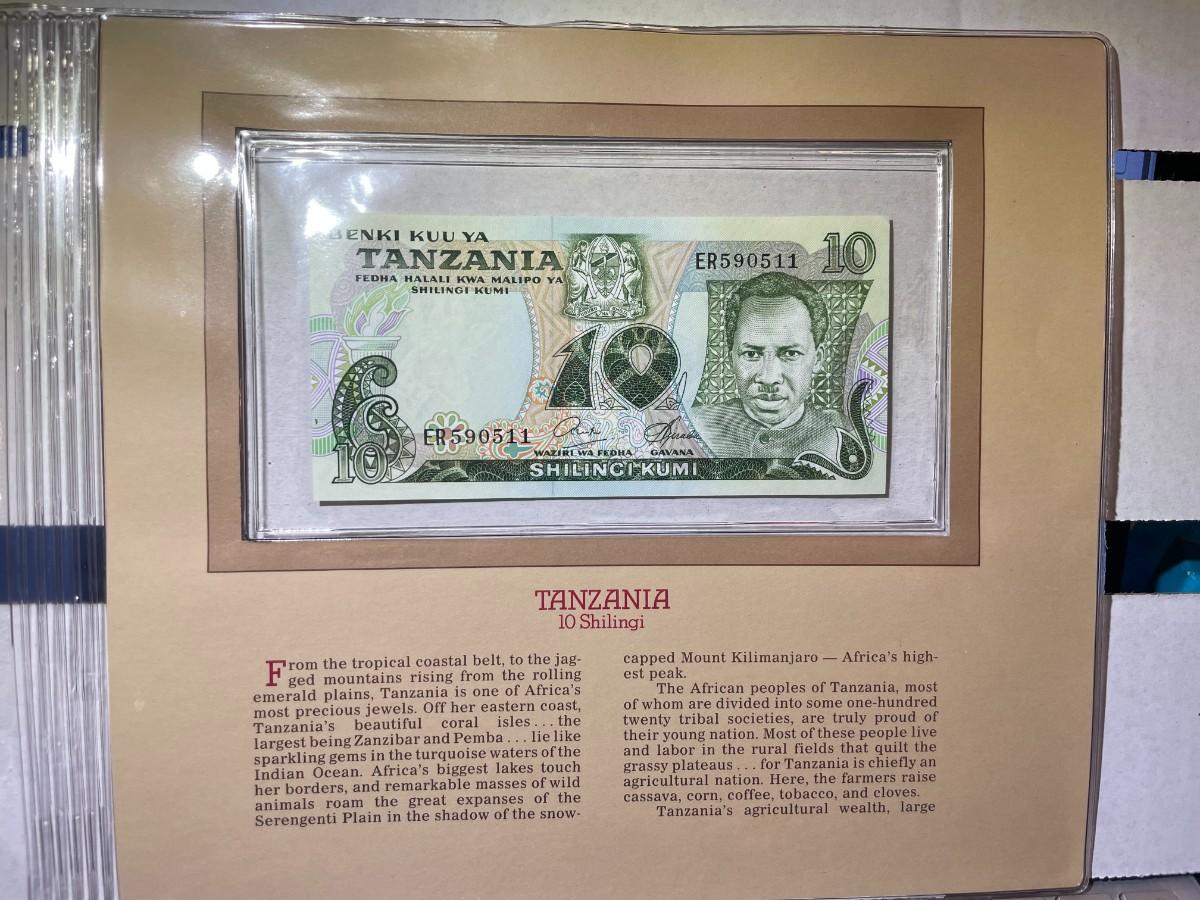 BENKI KUU YA
TANZANIA
FEDHA HALALI KWA MALIPO YA
SHILINGI KUMI
ER590511
10
10
ER590511
10
WAZIRI WA FEDHA GAVANA
SHILINGI KUMI
TANZANIA
10 Shilingi
From the tropical coastal belt, to the jag-
ged mountains rising from the rolling
emerald plains, Tanzania is one of Africa's
most precious jewels. Off her eastern coast,
Tanzania's beautiful coral isles . . . the
largest being Zanzibar and Pemba . . . lie like
sparkling gems in the turquoise waters of the
Indian Ocean. Africa's biggest lakes touch
her borders, and remarkable masses of wild
animals roam the great expanses of the
Serengenti Plain in the shadow of the snow-
capped Mount Kilimanjaro — Africa's high-
est peak.
The African peoples of Tanzania, most
of whom are divided into some one-hundred
twenty tribal societies, are truly proud of
their young nation. Most of these people live
and labor in the rural fields that quilt the
grassy plateaus . . . for Tanzania is chiefly an
agricultural nation. Here, the farmers raise
cassava, corn, coffee, tobacco, and cloves.
Tanzania's agricultural wealth, large